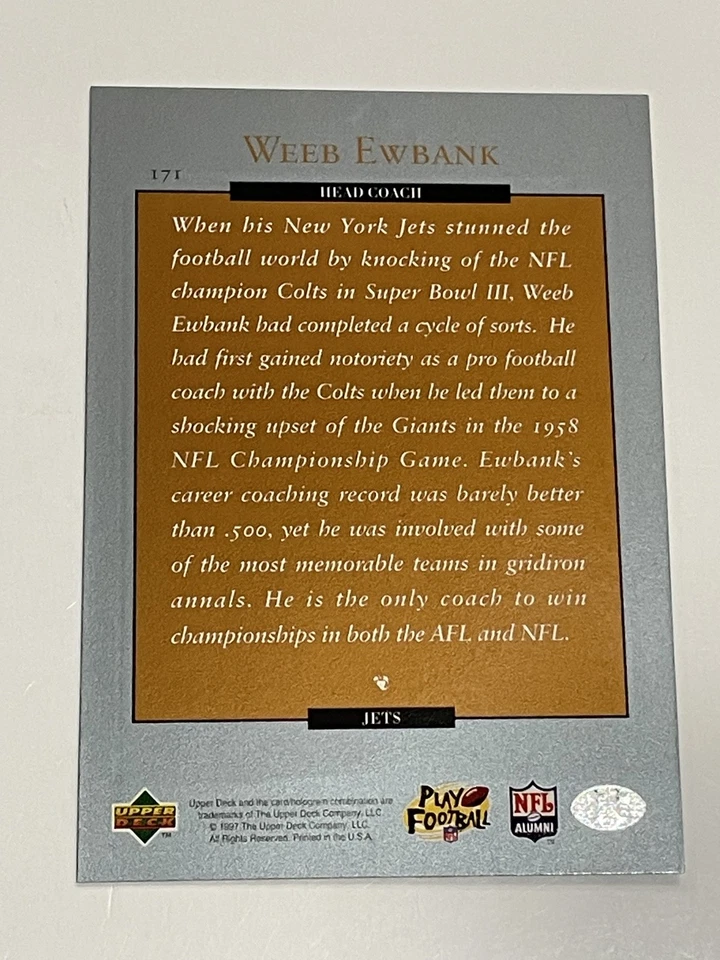 WEEB EWBANK
171
HEAD COACH
When his New York Jets stunned the
football world by knocking of the NFL
champion Colts in Super Bowl III, Weeb
Ewbank had completed a cycle of sorts. He
had first gained notoriety as a pro football
coach with the Colts when he led them to a
shocking upset of the Giants in the 1958
NFL Championship Game. Ewbank's
career coaching record was barely better
than .500, yet he was involved with some
of the most memorable teams in gridiron
annals. He is the only coach to win
championships in both the AFL and NFL.
JETS
UPPER
DECK
TM
Upper Deck and the card/hologram combination are
trademarks of The Upper Deck Company, LLC.
© 1997 The Upper Deck Company, LLC.
All Rights Reserved. Printed in the U.S.A.
PLAY
FOOTBALL
NFL
NFL
ALUMNI